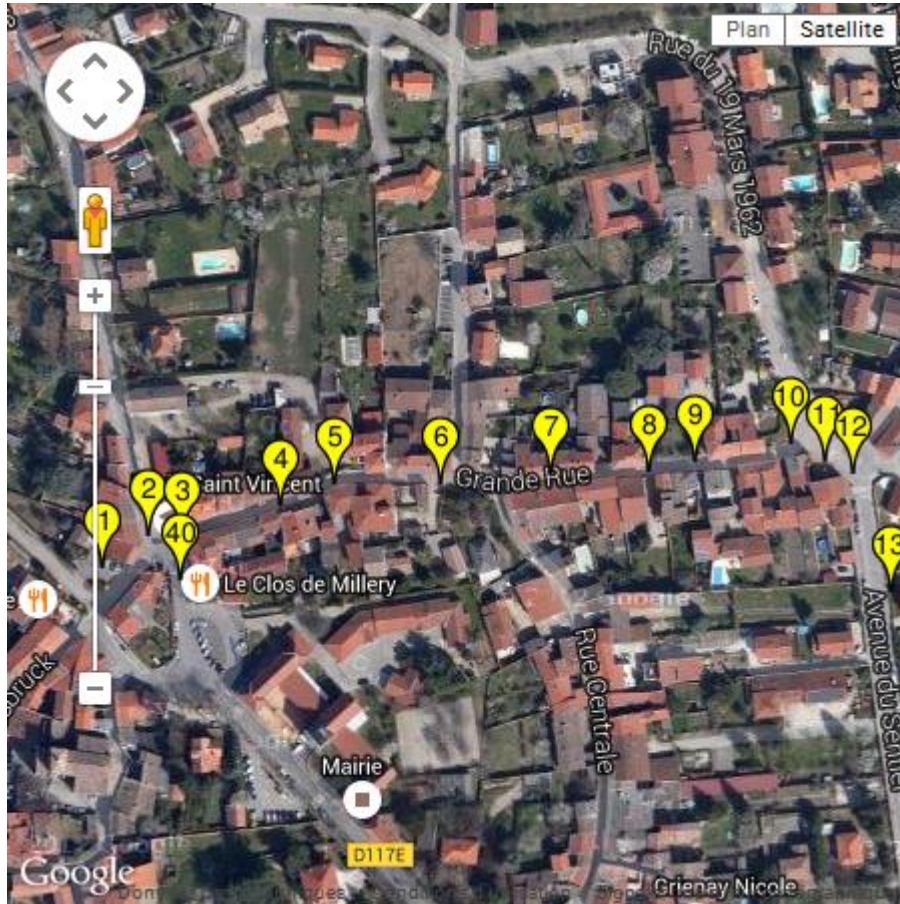 Plan
Satellite
Rue du 19 Mars 1962
10
11
12
9
8
7
6
5
4
3
2
1
40
13
Saint Vincent
Grande Rue
Le Clos de Millery
Rue Centrale
Avenue du Sentier
Mairie
D117E
Google
Grienay Nicole